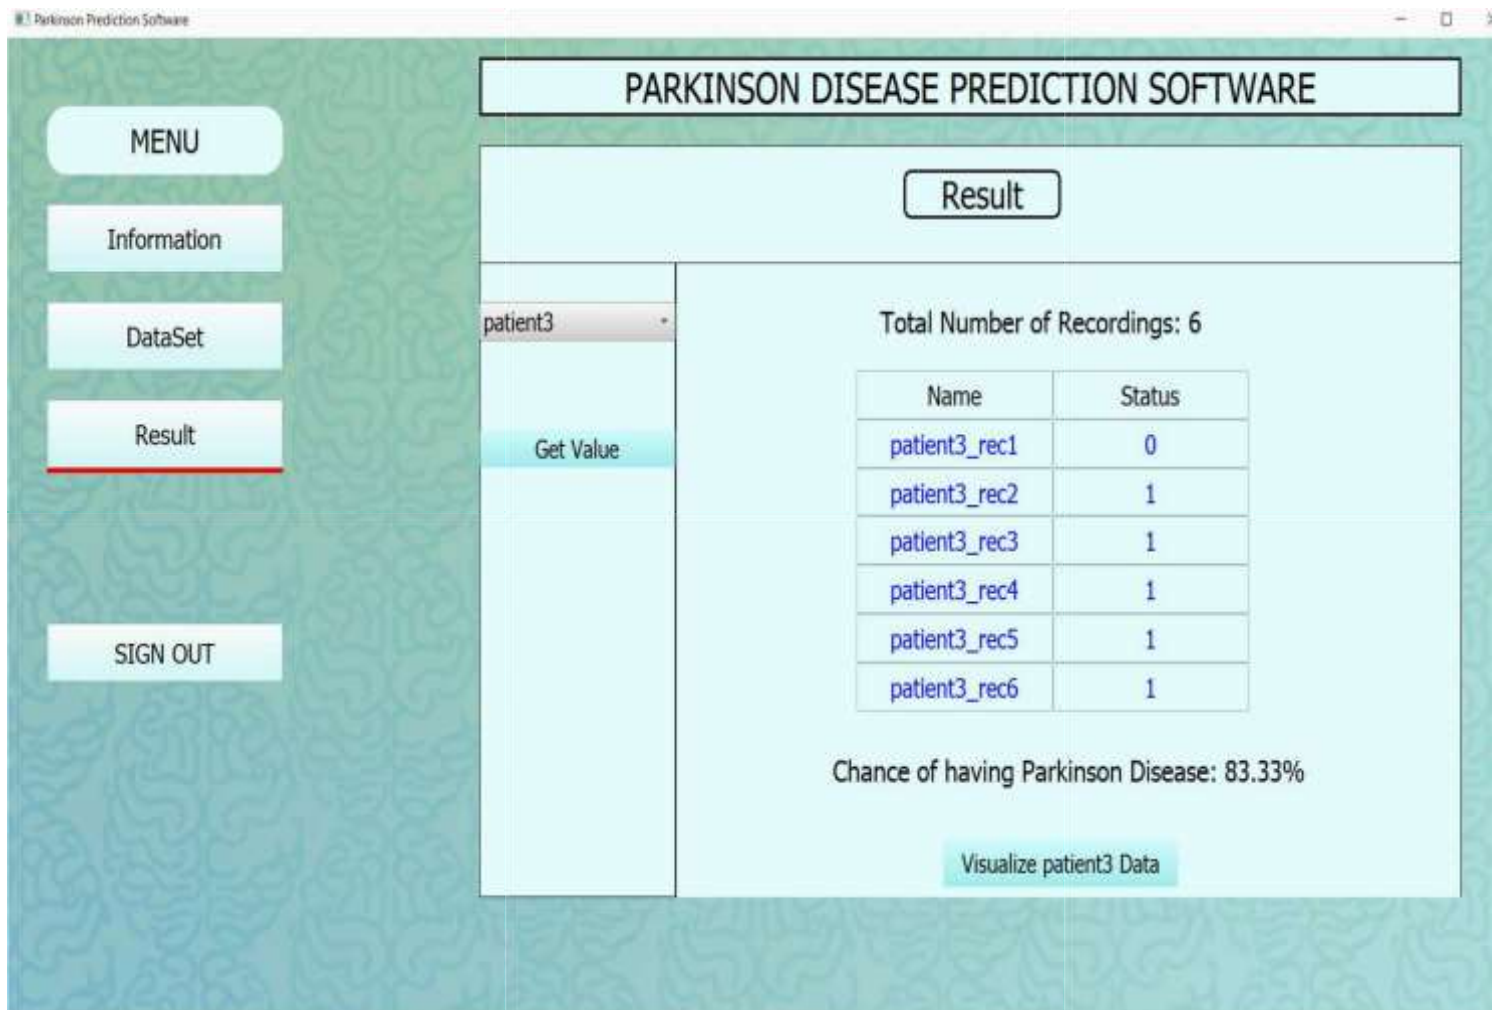 Parkinson Prediction Software
PARKINSON DISEASE PREDICTION SOFTWARE
MENU
Information
DataSet
Result
SIGN OUT
Result
patient3
Get Value
Total Number of Recordings: 6
Name Status
patient3_rec1 0
patient3_rec2 1
patient3_rec3 1
patient3_rec4 1
patient3_rec5 1
patient3_rec6 1
Chance of having Parkinson Disease: 83.33%
Visualize patient3 Data